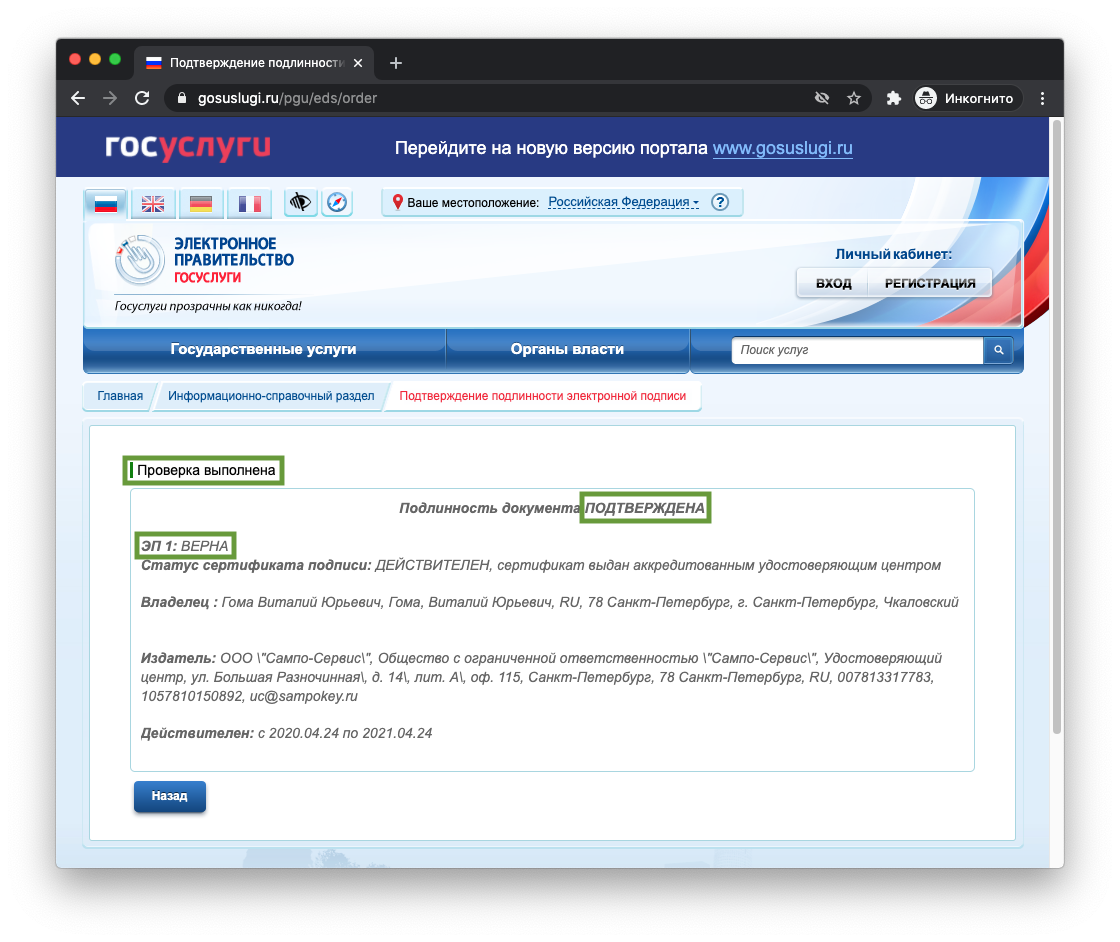 Подтверждение подлинности
gosuslugi.ru/pgu/eds/order
Инкогнито
госуслуги
Перейдите на новую версию портала www.gosuslugi.ru
Ваше местоположение: Российская Федерация
?
ЭЛЕКТРОННОЕ
ПРАВИТЕЛЬСТВО
ГОСУСЛУГИ
Госуслуги прозрачны как никогда!
Личный кабинет:
ВХОД РЕГИСТРАЦИЯ
Государственные услуги Органы власти Поиск услуг
Главная Информационно-справочный раздел Подтверждение подлинности электронной подписи
Проверка выполнена
Подлинность документа ПОДТВЕРЖДЕНА
ЭП 1: ВЕРНА
Статус сертификата подписи: ДЕЙСТВИТЕЛЕН, сертификат выдан аккредитованным удостоверяющим центром
Владелец : Гома Виталий Юрьевич, Гома, Виталий Юрьевич, RU, 78 Санкт-Петербург, г. Санкт-Петербург, Чкаловский
Издатель: ООО \"Сампо-Сервис\", Общество с ограниченной ответственностью \"Сампо-Сервис\", Удостоверяющий
центр, ул. Большая Разночинная\, д. 14\, лит. А\, оф. 115, Санкт-Петербург, 78 Санкт-Петербург, RU, 007813317783,
1057810150892, uc@sampokey.ru
Действителен: с 2020.04.24 по 2021.04.24
Назад